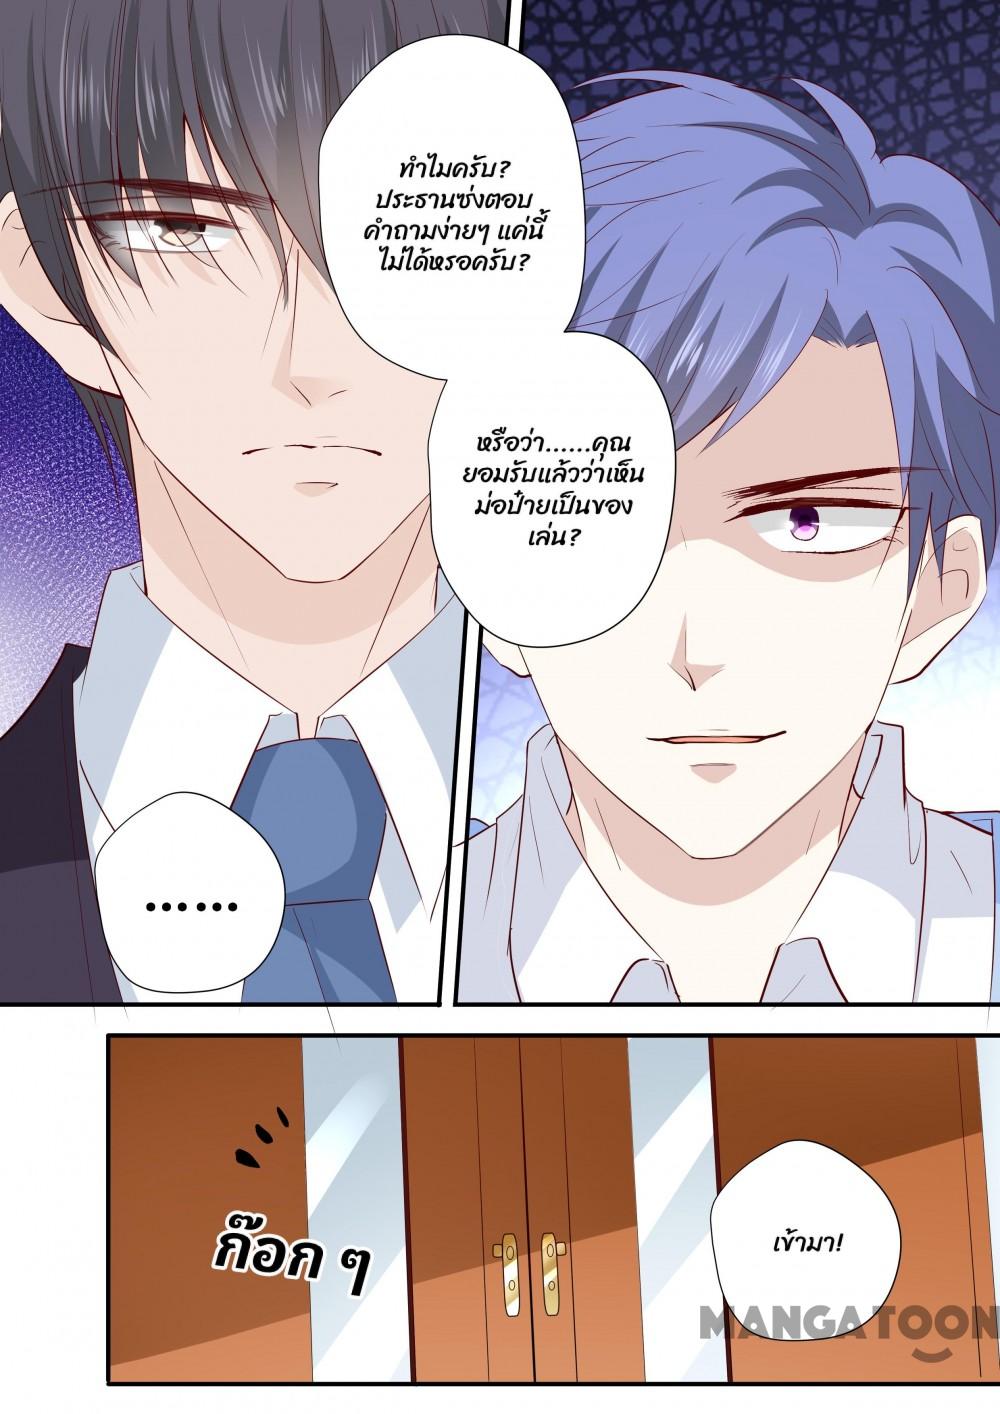 ทำไมครับ?
ประธานซ่งตอบ
คำถามง่ายๆ แค่นี้
ไม่ได้หรอครับ?
หรือว่า......คุณ
ยอมรับแล้วว่าเห็น
ม่อป๋ายเป็นของ
เล่น?
......
ก๊อก ๆ
เข้ามา!
MANGATOON